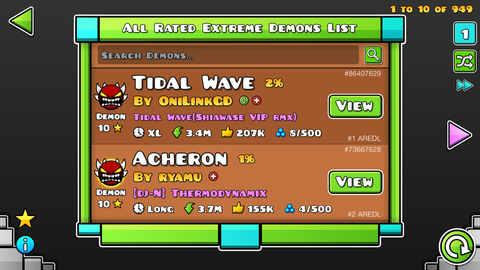 1 to 10 of 949
All Rated Extreme Demons List
1
Search Demons...
#86407629
Tidal Wave 2%
By OniLinkGD
Tidal Wave(Shiawase VIP rmx)
View
Demon
10
XL 3.4M 207K 5/500
#1 AREDL
#73667628
Acheron 1%
By ryamu
[DJ-N] Thermodynamix
View
Demon
10
Long 3.7M 155K 4/500
#2 AREDL